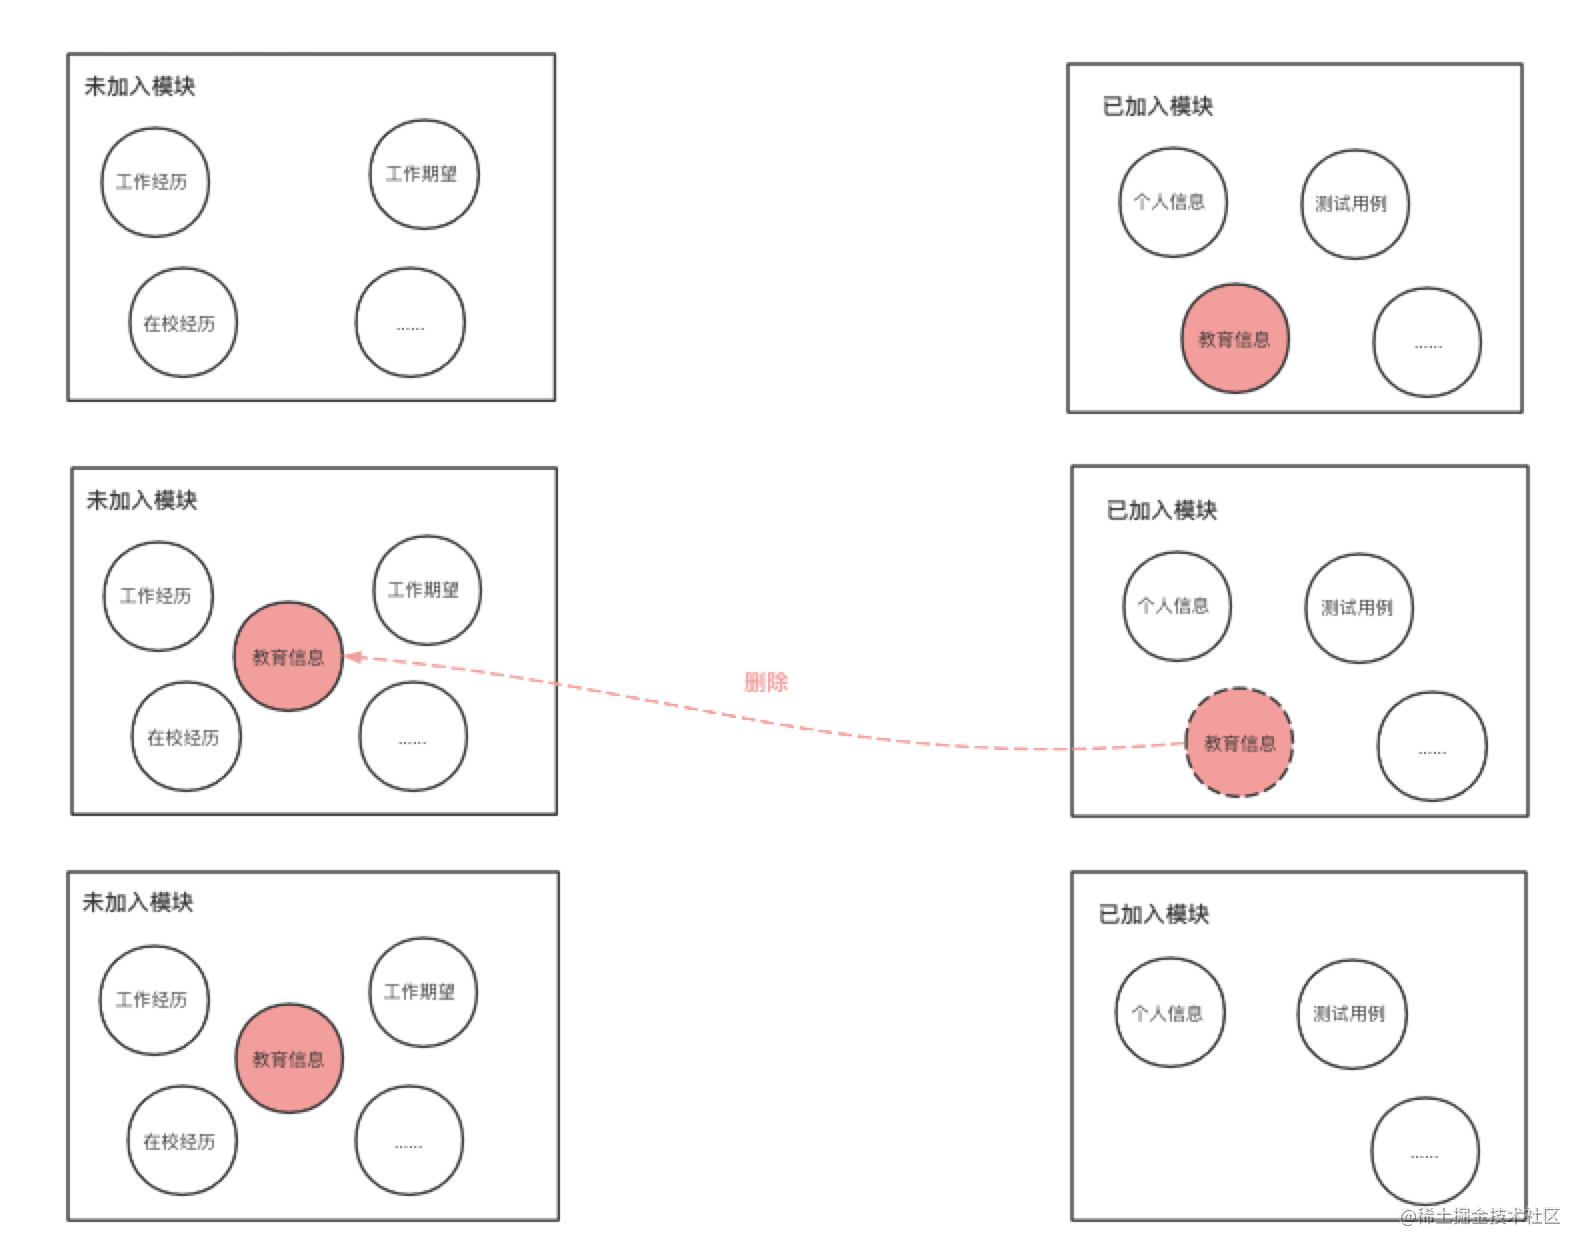 未加入模块
工作经历
工作期望
在校经历
......
已加入模块
个人信息
测试用例
教育信息
......
未加入模块
工作经历
工作期望
教育信息
在校经历
......
删除
已加入模块
个人信息
测试用例
教育信息
......
未加入模块
工作经历
工作期望
教育信息
在校经历
......
已加入模块
个人信息
测试用例
......
@稀土掘金技术社区